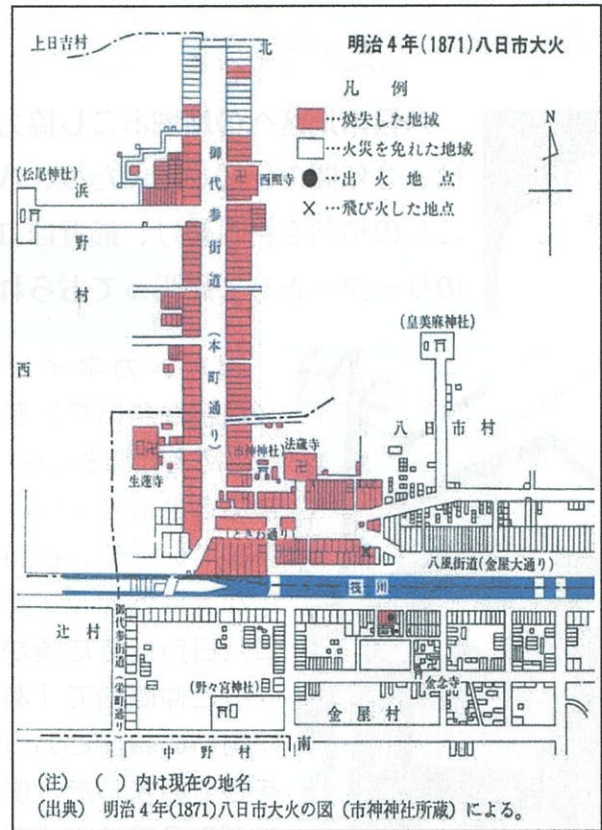 明治4年(1871)八日市大火
凡例
…焼失した地域
…火災を免れた地域
…出火地点
×…飛び火した地点
N
上日吉村
北
(松尾神社)
浜野村
西
御代参街道(本町通り)
西照寺
(皇美麻神社)
八日市村
生蓮寺
(市神神社)
法蔵寺
(ときわ通り)
八風街道(金屋大通り)
筏川
辻村
御代参街道(栄町通り)
(野々宮神社)
金念寺
金屋村
中野村
南
(注) ( )内は現在の地名
(出典) 明治4年(1871)八日市大火の図(市神神社所蔵)による。